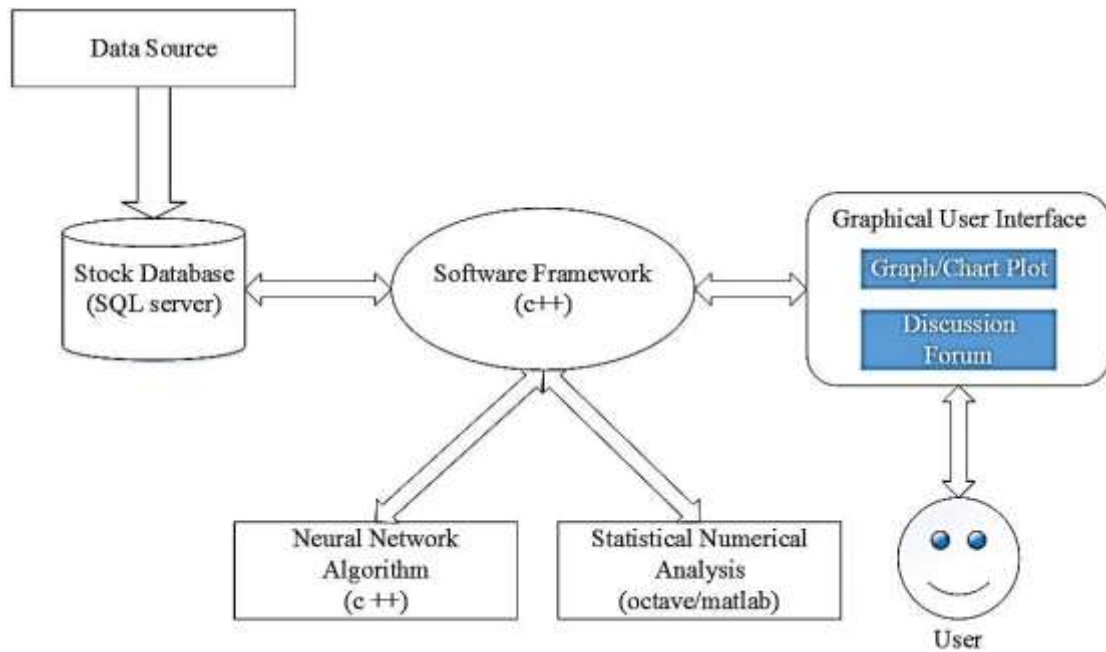 Data Source
Stock Database
(SQL server)
Software Framework
(c++)
Graphical User Interface
Graph/Chart Plot
Discussion
Forum
Neural Network
Algorithm
(c ++)
Statistical Numerical
Analysis
(octave/matlab)
User